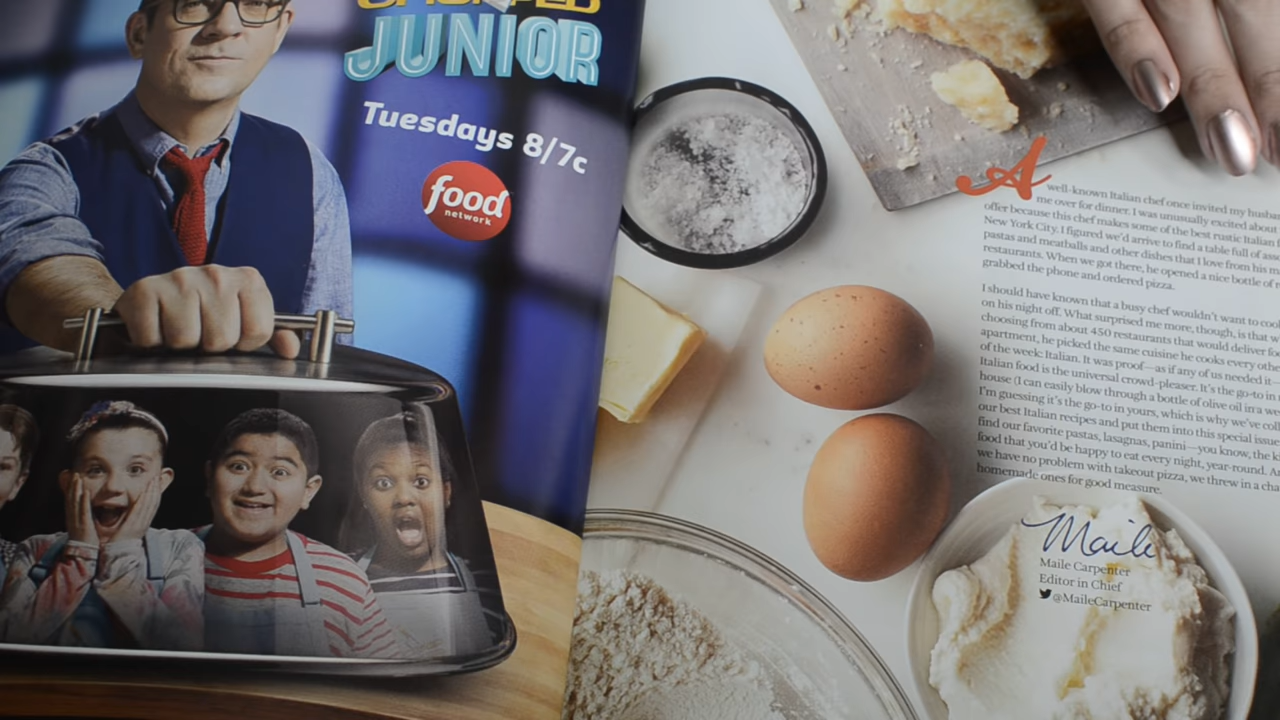 JUNIOR
Tuesdays 8/7c
food
network
A well-known Italian chef once invited my
me over for dinner. I was unusually excited about
offer because this chef makes some of the best rustic Italian
New York City. I figured we'd arrive to find a table full of
pastas and meatballs and other dishes that I love from his
restaurants. When we got there, he opened a nice bottle of
grabbed the phone and ordered pizza.
I should have known that a busy chef wouldn't want to
on his night off. What surprised me more, though, is that
choosing from about 450 restaurants that would deliver
apartment, he picked the same cuisine he cooks every
of the week: Italian. It was proof—as if any of us needed it—
Italian food is the universal crowd-pleaser. It's the go-to in
house (I can easily blow through a bottle of olive oil in a
I'm guessing it's the go-to in yours, which is why we've
our best Italian recipes and put them into this special issue
find our favorite pastas, lasagnas, panini—you know, the
food that you'd be happy to eat every night, year-round.
we have no problem with takeout pizza, we threw in a
homemade ones for good measure.
Maile
Maile Carpenter
Editor in Chief
@MaileCarpenter